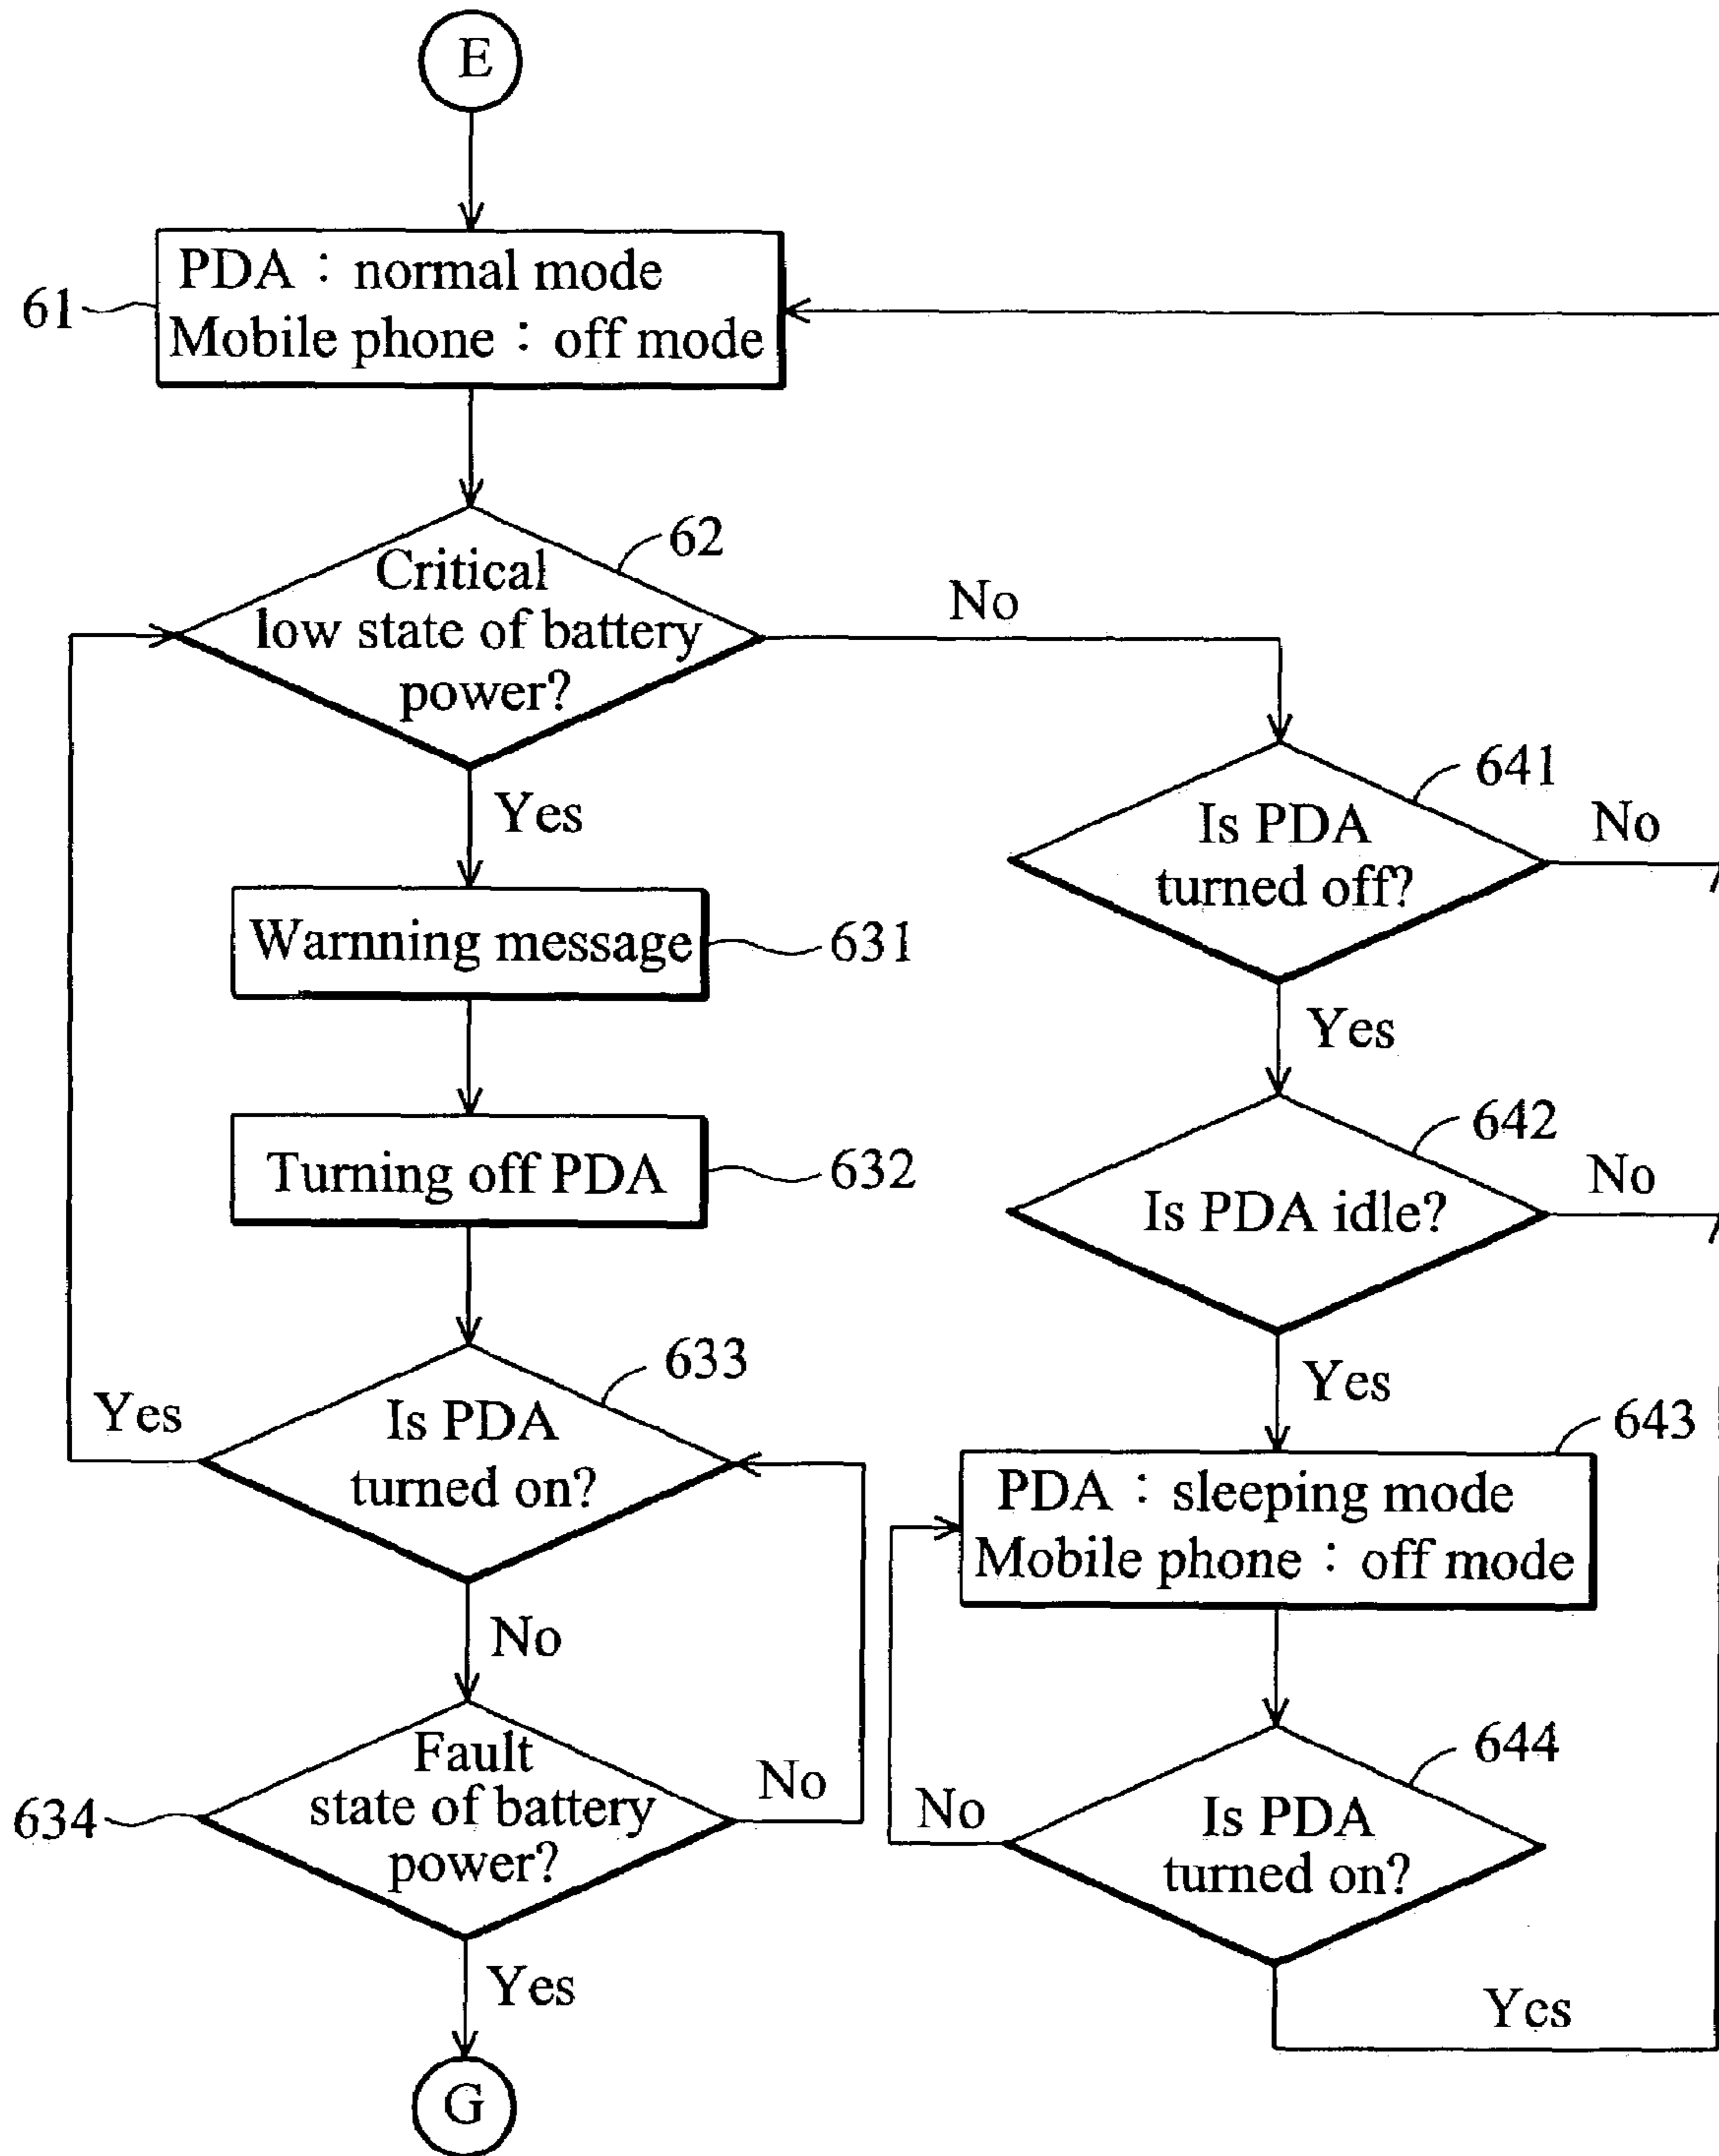 E
PDA : normal mode
Mobile phone : off mode
61
62
Critical
low state of battery
power?
No
Yes
641
Is PDA
turned off?
No
Warnning message
631
Yes
Turning off PDA
632
642
Is PDA idle?
No
633
Is PDA
turned on?
Yes
Yes
643
PDA : sleeping mode
Mobile phone : off mode
No
634
Fault
state of battery
power?
No
644
Is PDA
turned on?
No
Yes
Yes
G